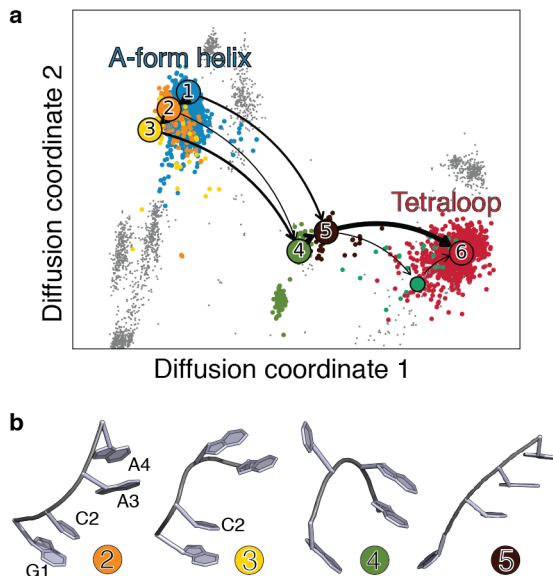 a
A-form helix
1
2
3
Tetraloop
5
4
6
Diffusion coordinate 2
Diffusion coordinate 1
b
A4
A3
C2
C2
G1
2
3
4
5